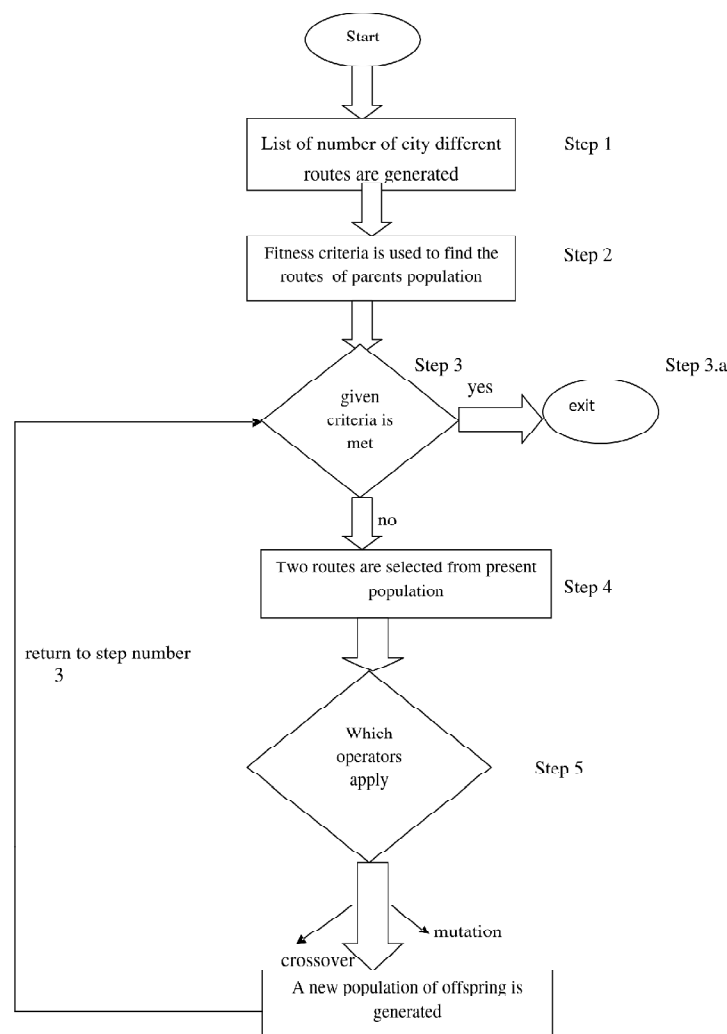 Start
List of number of city different
routes are generated
Step 1
Fitness criteria is used to find the
routes of parents population
Step 2
Step 3
Step 3.a
given
criteria is
met
yes
exit
no
Two routes are selected from present
population
Step 4
return to step number
3
Which
operators
apply
Step 5
mutation
crossover
A new population of offspring is
generated